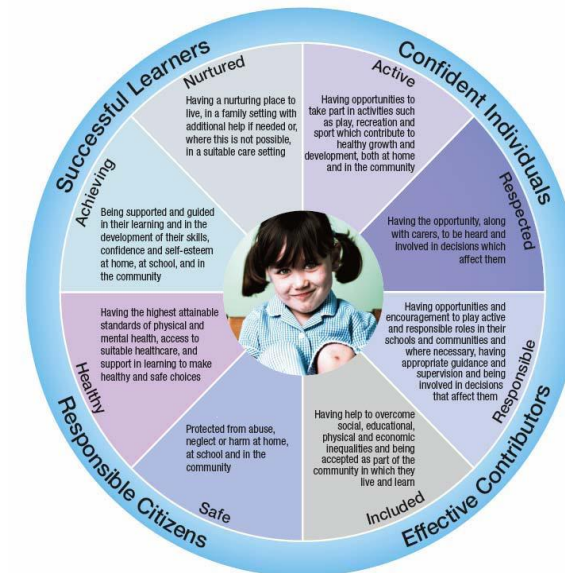 Successful Learners
Confident Individuals
Nurtured
Having a nurturing place to
live, in a family setting with
additional help if needed or,
where this is not possible,
in a suitable care setting
Active
Having opportunities to
take part in activities such
as play, recreation and
sport which contribute to
healthy growth and
development, both at home
and in the community
Achieving
Being supported and guided
in their learning and in the
development of their skills,
confidence and self-esteem
at home, at school, and in
the community
Respected
Having the opportunity, along
with carers, to be heard and
involved in decisions which
affect them
Healthy
Having the highest attainable
standards of physical and
mental health, access to
suitable healthcare, and
support in learning to make
healthy and safe choices
Responsible
Having opportunities and
encouragement to play active
and responsible roles in their
schools and communities and
where necessary, having
appropriate guidance and
supervision and being
involved in decisions
that affect them
Safe
Protected from abuse,
neglect or harm at home,
at school and in the
community
Included
Having help to overcome
social, educational,
physical and economic
inequalities and being
accepted as part of the
community in which they
live and learn
Responsible Citizens
Effective Contributors